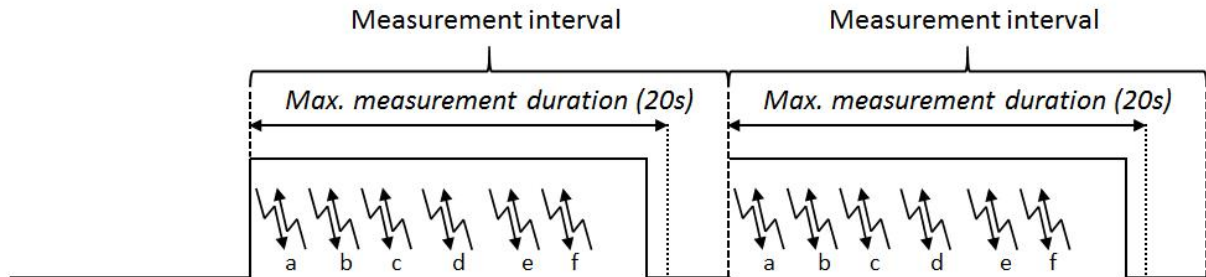 Measurement interval Measurement interval
Max. measurement duration (20s) Max. measurement duration (20s)
a b c d e f a b c d e f